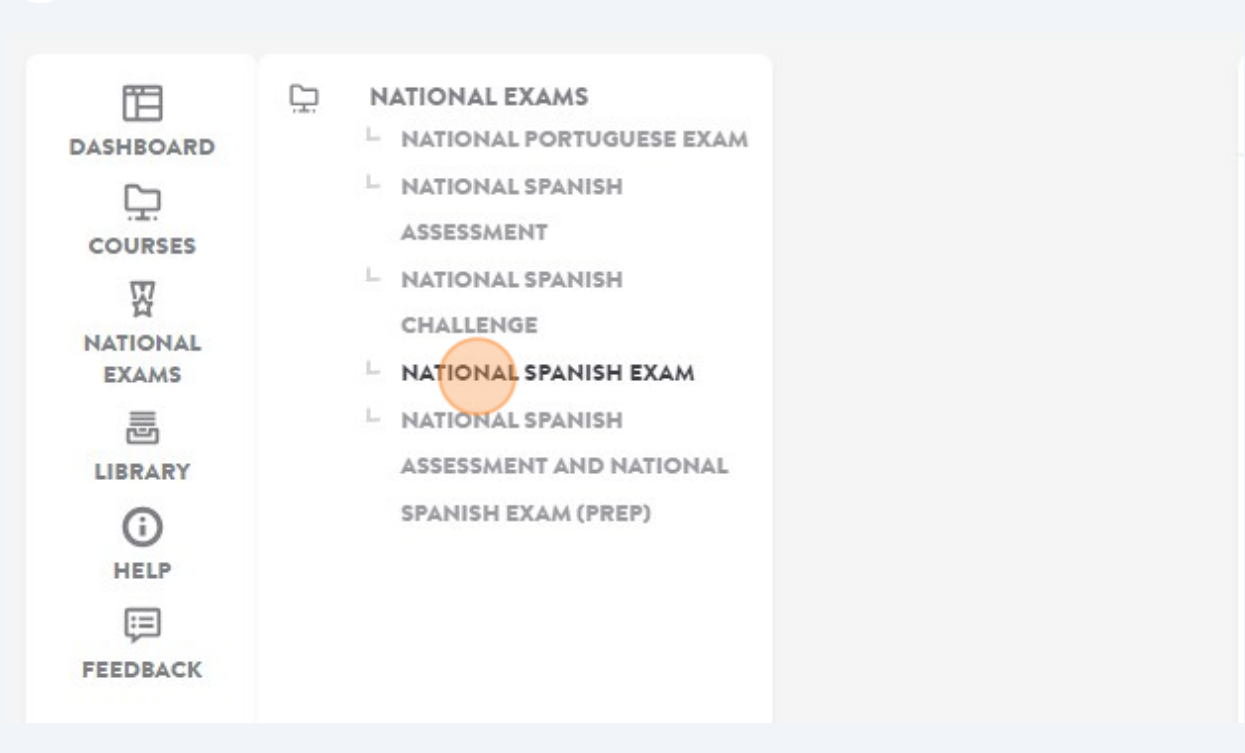 DASHBOARD
COURSES
NATIONAL
EXAMS
LIBRARY
HELP
FEEDBACK
NATIONAL EXAMS
NATIONAL PORTUGUESE EXAM
NATIONAL SPANISH
ASSESSMENT
NATIONAL SPANISH
CHALLENGE
NATIONAL SPANISH EXAM
NATIONAL SPANISH
ASSESSMENT AND NATIONAL
SPANISH EXAM (PREP)